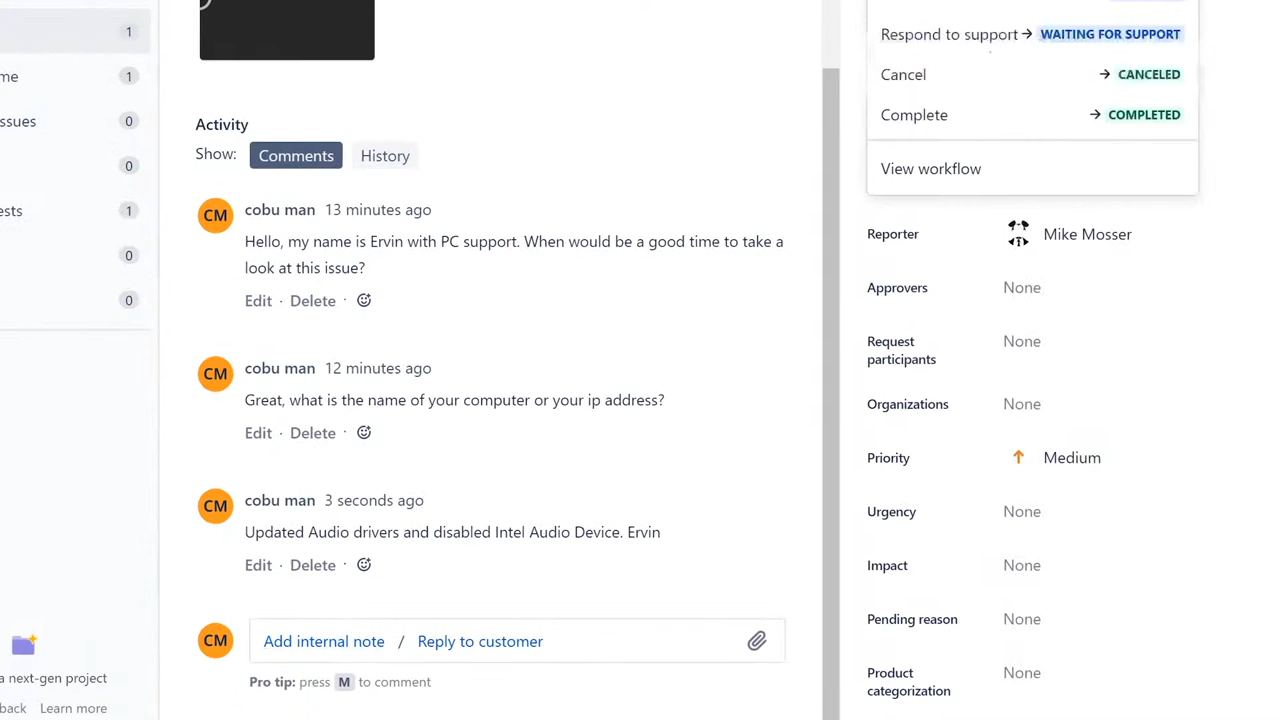 1
me 1
ssues 0
0
ests 1
0
0
a next-gen project
back Learn more
Activity
Show: Comments History
CM cobu man 13 minutes ago
Hello, my name is Ervin with PC support. When would be a good time to take a
look at this issue?
Edit · Delete ·
CM cobu man 12 minutes ago
Great, what is the name of your computer or your ip address?
Edit · Delete ·
CM cobu man 3 seconds ago
Updated Audio drivers and disabled Intel Audio Device. Ervin
Edit · Delete ·
CM Add internal note / Reply to customer
Pro tip: press M to comment
Respond to support → WAITING FOR SUPPORT
Cancel → CANCELED
Complete → COMPLETED
View workflow
Reporter Mike Mosser
Approvers None
Request
participants None
Organizations None
Priority Medium
Urgency None
Impact None
Pending reason None
Product
categorization None